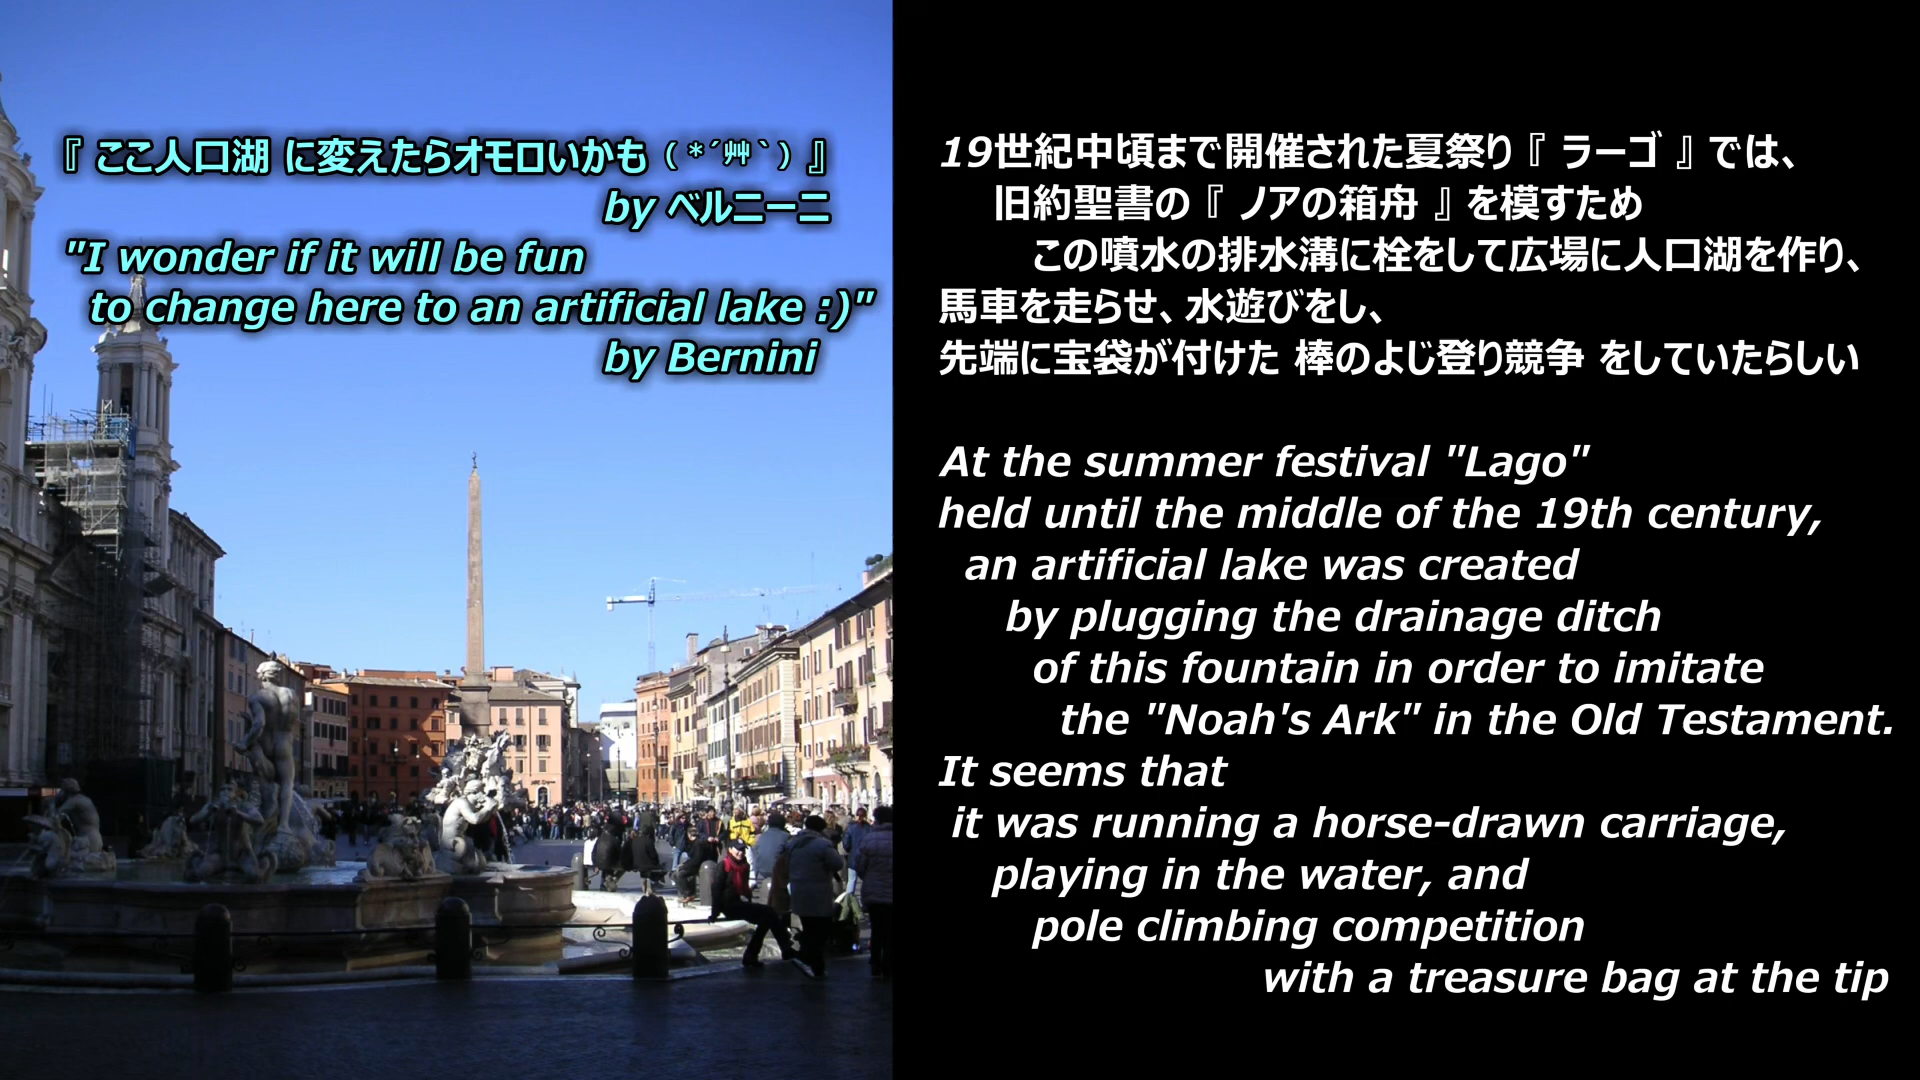 『 ここ人口湖 に変えたらオモロいかも ( *´艸｀) 』
by ベルニーニ
"I wonder if it will be fun
to change here to an artificial lake :)"
by Bernini
19世紀中頃まで開催された夏祭り『 ラーゴ 』では、
旧約聖書の『 ノアの箱舟 』を模すため
この噴水の排水溝に栓をして広場に人口湖を作り、
馬車を走らせ、水遊びをし、
先端に宝袋が付けた 棒のよじ登り競争 をしていたらしい
At the summer festival "Lago"
held until the middle of the 19th century,
an artificial lake was created
by plugging the drainage ditch
of this fountain in order to imitate
the "Noah's Ark" in the Old Testament.
It seems that
it was running a horse-drawn carriage,
playing in the water, and
pole climbing competition
with a treasure bag at the tip